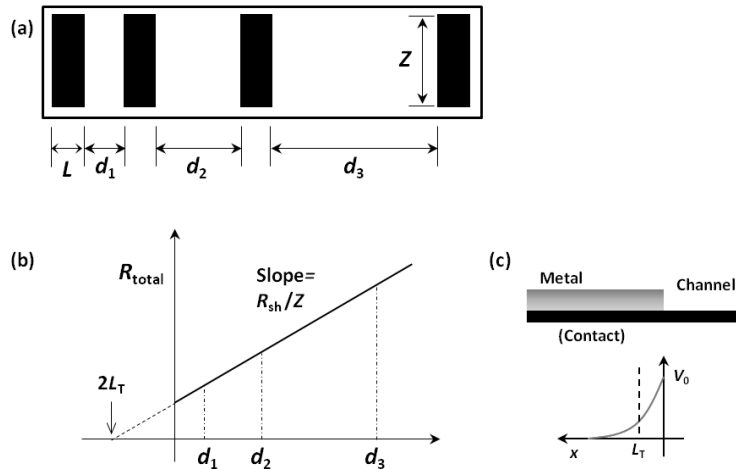 (a)
Z
L
d1
d2
d3
(b)
Rtotal
Slope=
Rsh/Z
2LT
d1
d2
d3
(c)
Metal
Channel
(Contact)
V0
x
LT